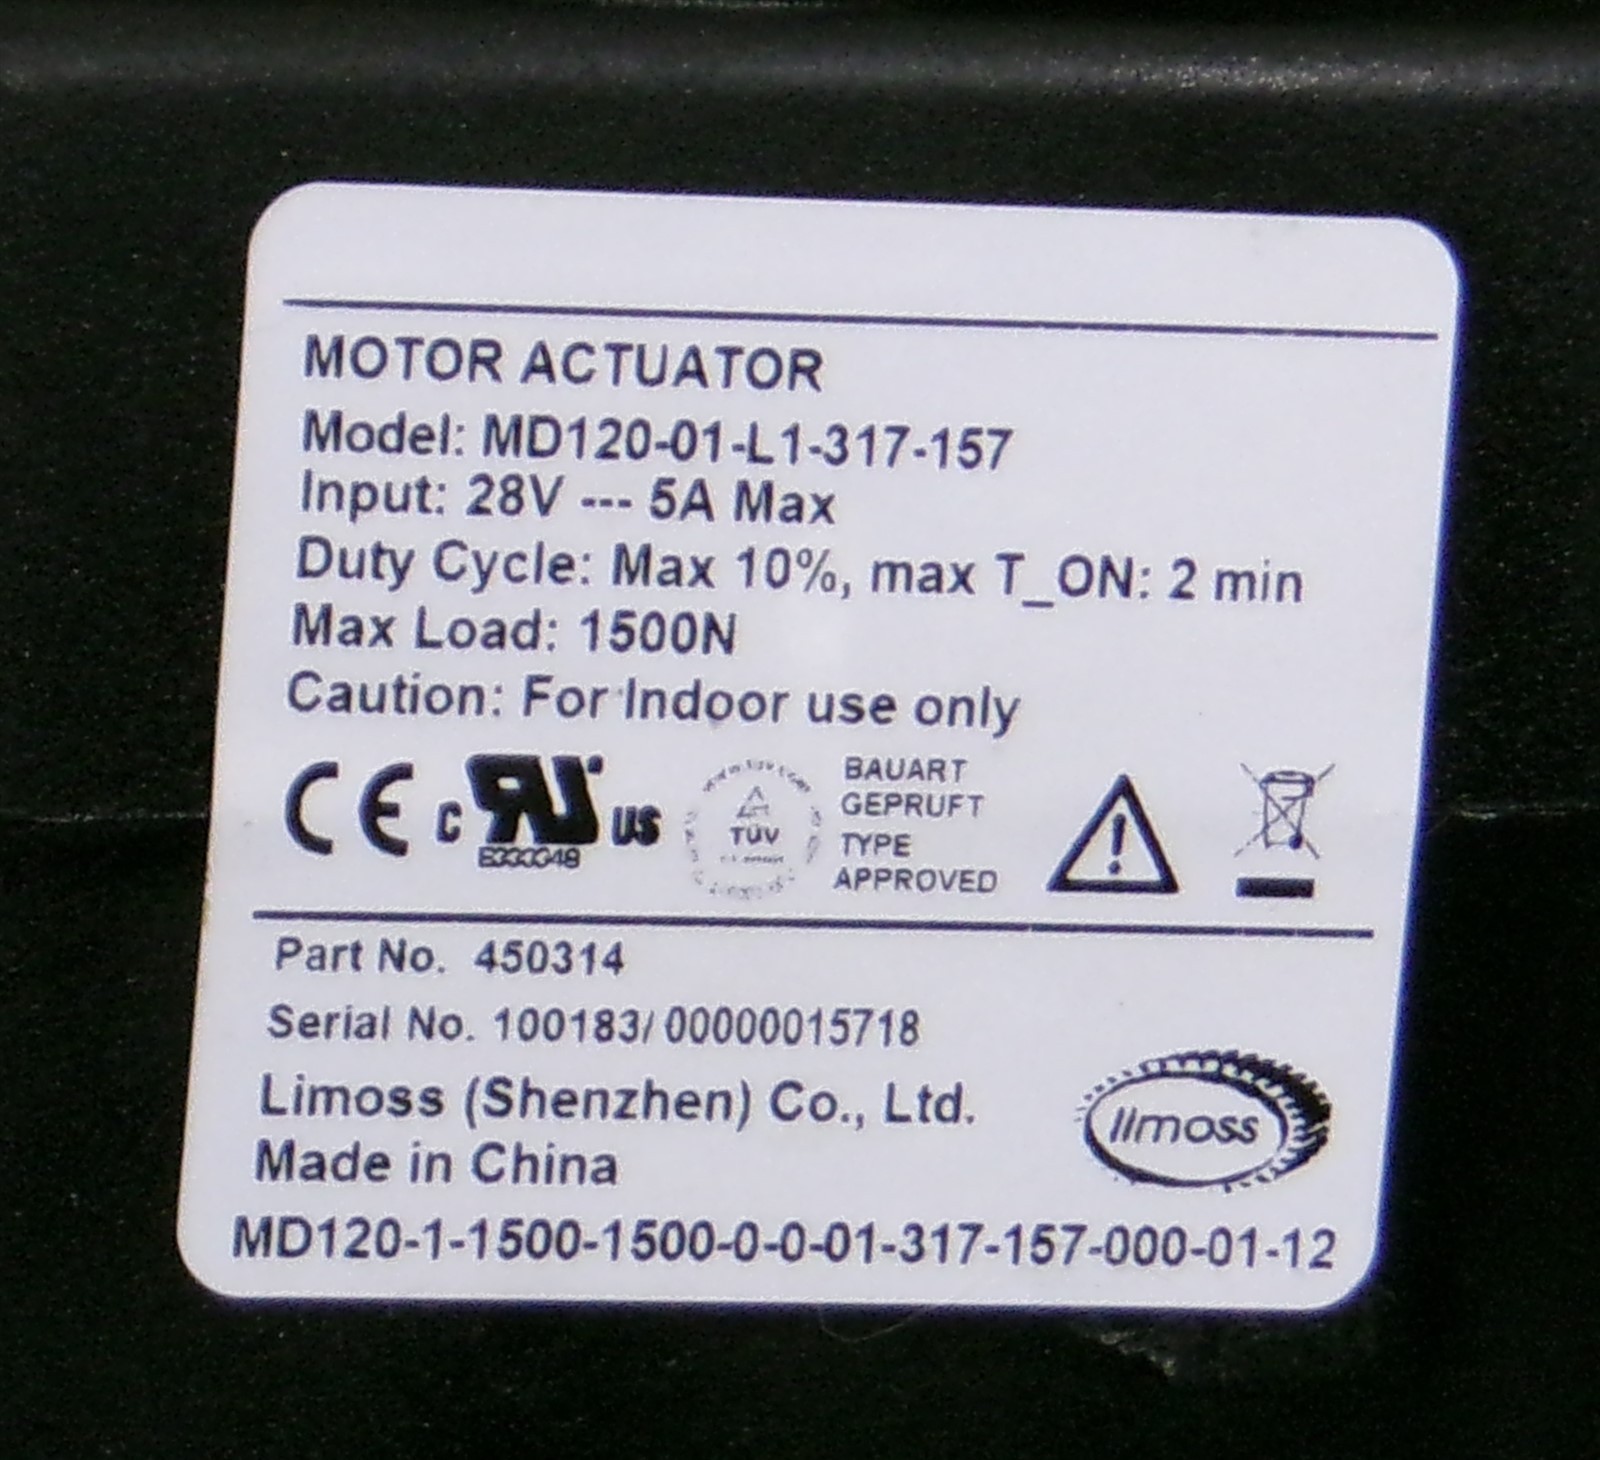 MOTOR ACTUATOR
Model: MD120-01-L1-317-157
Input: 28V --- 5A Max
Duty Cycle: Max 10%, max T_ON: 2 min
Max Load: 1500N
Caution: For Indoor use only
CE c RU US
TÜV
BAUART
GEPRUFT
TYPE
APPROVED
Part No. 450314
Serial No. 100183/ 00000015718
Limoss (Shenzhen) Co., Ltd.
Made in China
limoss
MD120-1-1500-1500-0-0-01-317-157-000-01-12